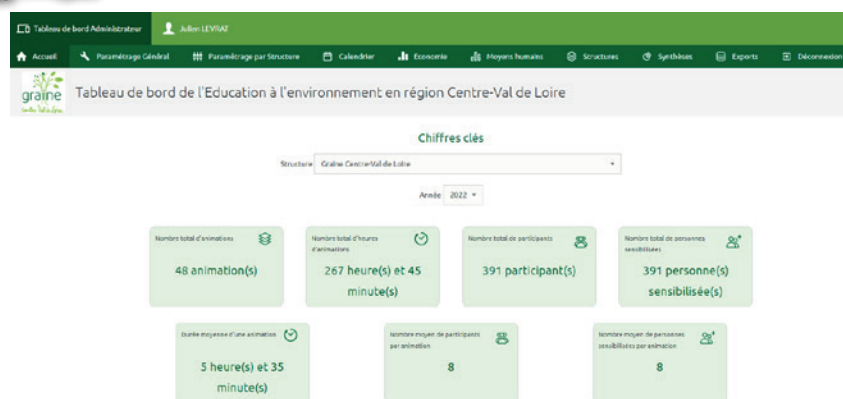 Tableau de bord Administrateur Julien LEVRAT
Accueil Paramétrage Général Paramétrage par Structure Calendrier Economie Moyens humains Structures Synthèses Exports Déconnexion
graine
Centre Val de Loire
Tableau de bord de l'Education à l'environnement en région Centre-Val de Loire
Chiffres clés
Structure Graine Centre-Val de Loire
Année 2022
Nombre total d'animations
48 animation(s)
Nombre total d'heures
d'animations
267 heure(s) et 45
minute(s)
Nombre total de participants
391 participant(s)
Nombre total de personnes
sensibilisées
391 personne(s)
sensibilisée(s)
Durée moyenne d'une animation
5 heure(s) et 35
minute(s)
Nombre moyen de participants
par animation
8
Nombre moyen de personnes
sensibilisées par animation
8